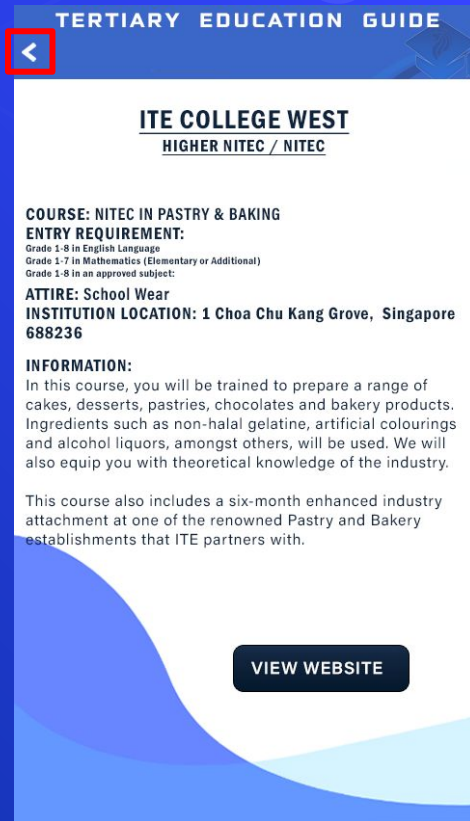 TERTIARY EDUCATION GUIDE
ITE COLLEGE WEST
HIGHER NITEC / NITEC
COURSE: NITEC IN PASTRY & BAKING
ENTRY REQUIREMENT:
Grade 1-8 in English Language
Grade 1-7 in Mathematics (Elementary or Additional)
Grade 1-8 in an approved subject:
ATTIRE: School Wear
INSTITUTION LOCATION: 1 Choa Chu Kang Grove, Singapore
688236
INFORMATION:
In this course, you will be trained to prepare a range of
cakes, desserts, pastries, chocolates and bakery products.
Ingredients such as non-halal gelatine, artificial colourings
and alcohol liquors, amongst others, will be used. We will
also equip you with theoretical knowledge of the industry.
This course also includes a six-month enhanced industry
attachment at one of the renowned Pastry and Bakery
establishments that ITE partners with.
VIEW WEBSITE